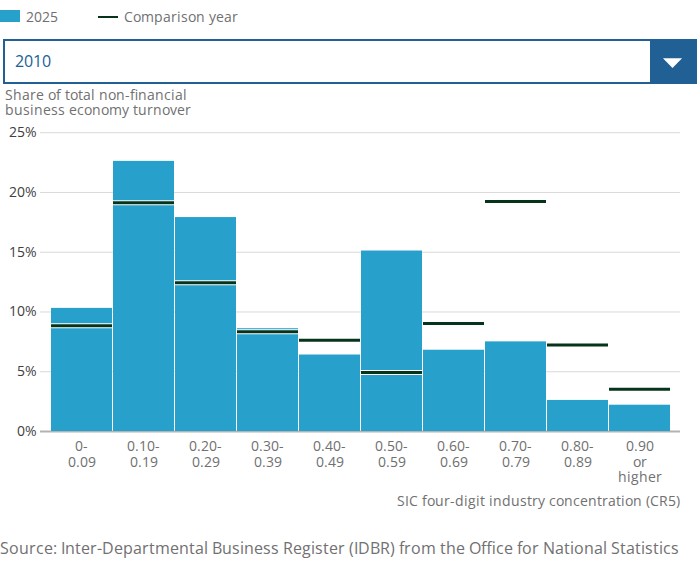 2025 Comparison year
2010
Share of total non-financial
business economy turnover
25%
20%
15%
10%
5%
0%
0- 0.10- 0.20- 0.30- 0.40- 0.50- 0.60- 0.70- 0.80- 0.90
0.09 0.19 0.29 0.39 0.49 0.59 0.69 0.79 0.89 or
higher
SIC four-digit industry concentration (CR5)
Source: Inter-Departmental Business Register (IDBR) from the Office for National Statistics